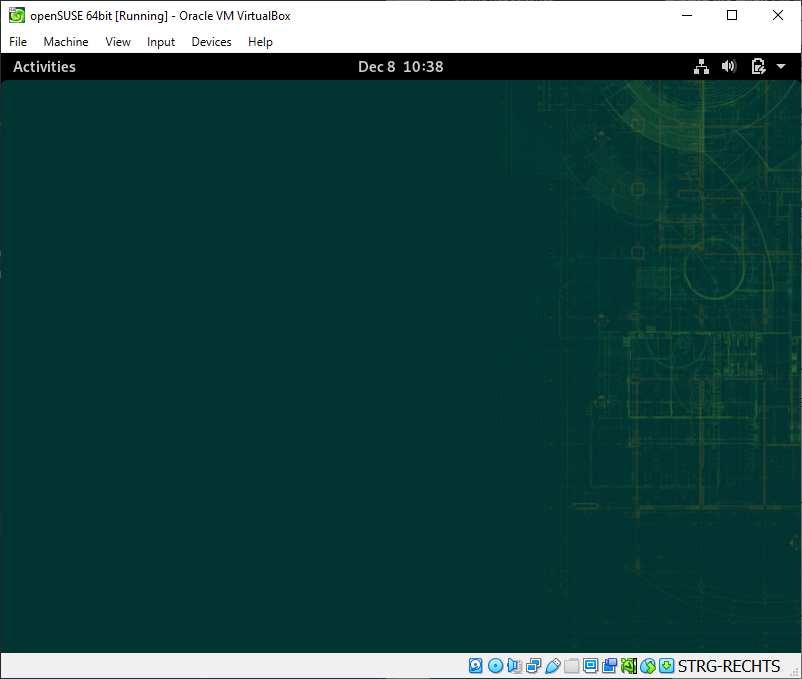 openSUSE 64bit [Running] - Oracle VM VirtualBox
File Machine View Input Devices Help
Activities Dec 8 10:38
STRG-RECHTS